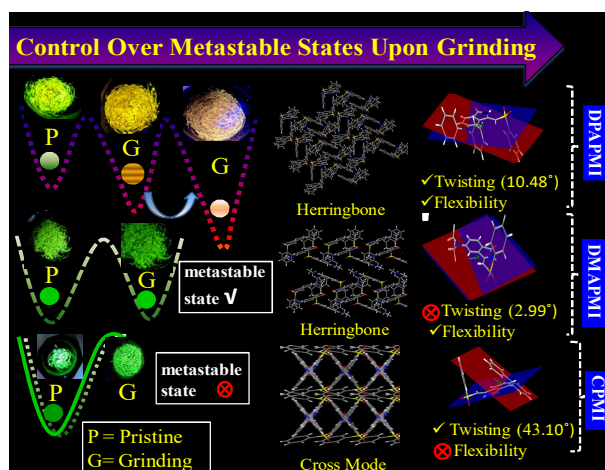 Control Over Metastable States Upon Grinding
P
G
G
Herringbone
✓Twisting (10.48°)
✓Flexibility
DPAPMI
P
G
metastable
state √
Herringbone
⊗Twisting (2.99°)
✓Flexibility
DMAPMI
P
G
metastable
state ⊗
P = Pristine
G= Grinding
Cross Mode
✓ Twisting (43.10°)
⊗Flexibility
CPMI